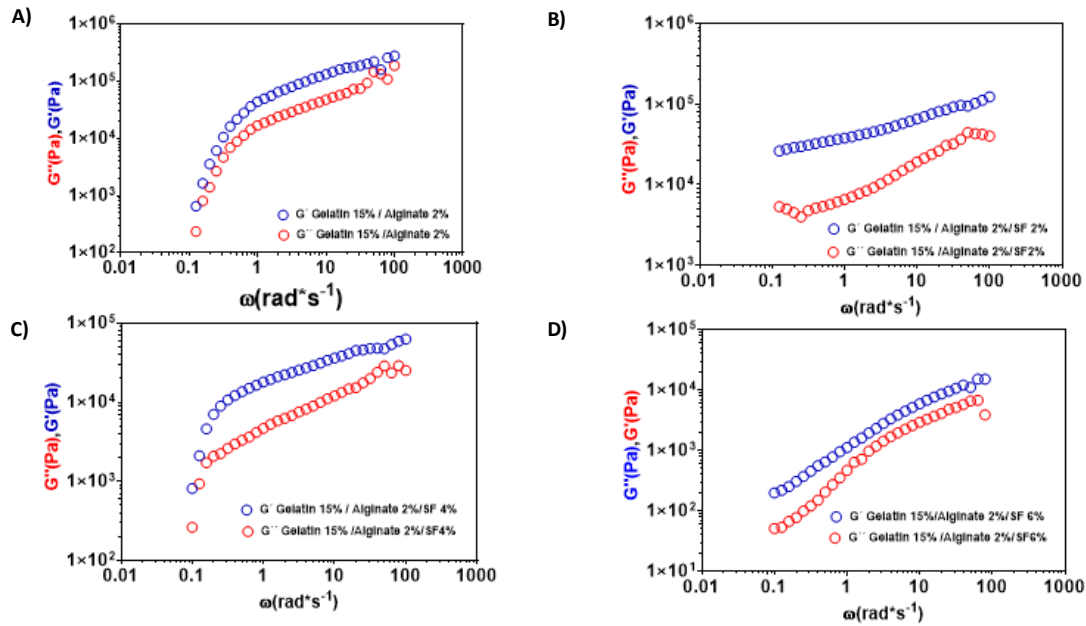 A)
1×10⁶
1×10⁵
1×10⁴
1×10³
1×10²
G''(Pa),G'(Pa)
G´ Gelatin 15% / Alginate 2%
G´´ Gelatin 15% /Alginate 2%
0.01 0.1 1 10 100 1000
ω(rad*s⁻¹)
B)
1×10⁶
1×10⁵
1×10⁴
1×10³
G''(Pa),G'(Pa)
G´ Gelatin 15% / Alginate 2%/SF 2%
G´´ Gelatin 15% /Alginate 2%/SF2%
0.01 0.1 1 10 100 1000
ω(rad*s⁻¹)
C)
1×10⁵
1×10⁴
1×10³
1×10²
G''(Pa),G'(Pa)
G´ Gelatin 15% / Alginate 2%/SF 4%
G´´ Gelatin 15% /Alginate 2%/SF4%
0.01 0.1 1 10 100 1000
ω(rad*s⁻¹)
D)
1×10⁵
1×10⁴
1×10³
1×10²
1×10¹
G''(Pa),G'(Pa)
G´ Gelatin 15%/Alginate 2%/SF 6%
G´´ Gelatin 15% /Alginate 2%/SF6%
0.01 0.1 1 10 100 1000
ω(rad*s⁻¹)